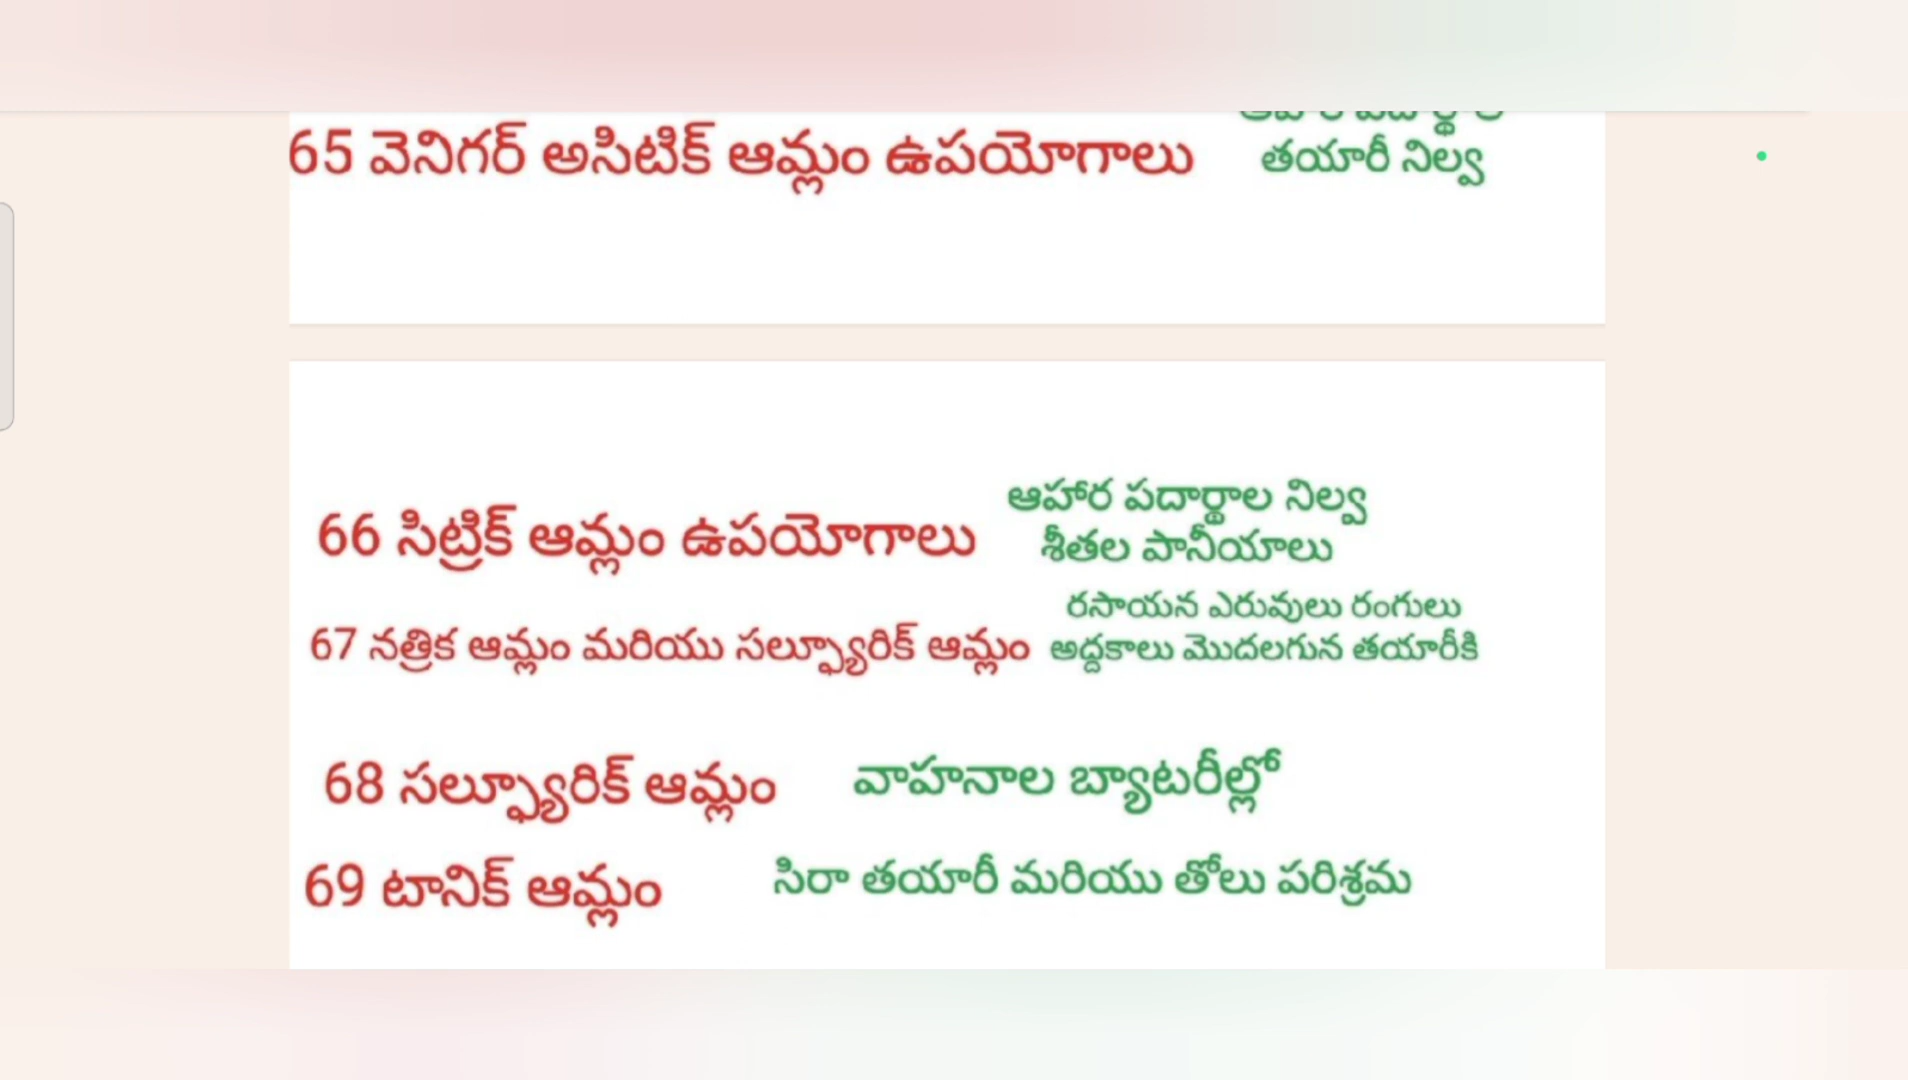 65 వెనిగర్ అసిటిక్ ఆమ్లం ఉపయోగాలు
తయారీ నిల్వ
66 సిట్రిక్ ఆమ్లం ఉపయోగాలు
ఆహార పదార్థాల నిల్వ
శీతల పానీయాలు
67 నత్రిక ఆమ్లం మరియు సల్ఫ్యూరిక్ ఆమ్లం
రసాయన ఎరువులు రంగులు
అద్దకాలు మొదలగున తయారీకి
68 సల్ఫ్యూరిక్ ఆమ్లం
వాహనాల బ్యాటరీల్లో
69 టానిక్ ఆమ్లం
సిరా తయారీ మరియు తోలు పరిశ్రమ